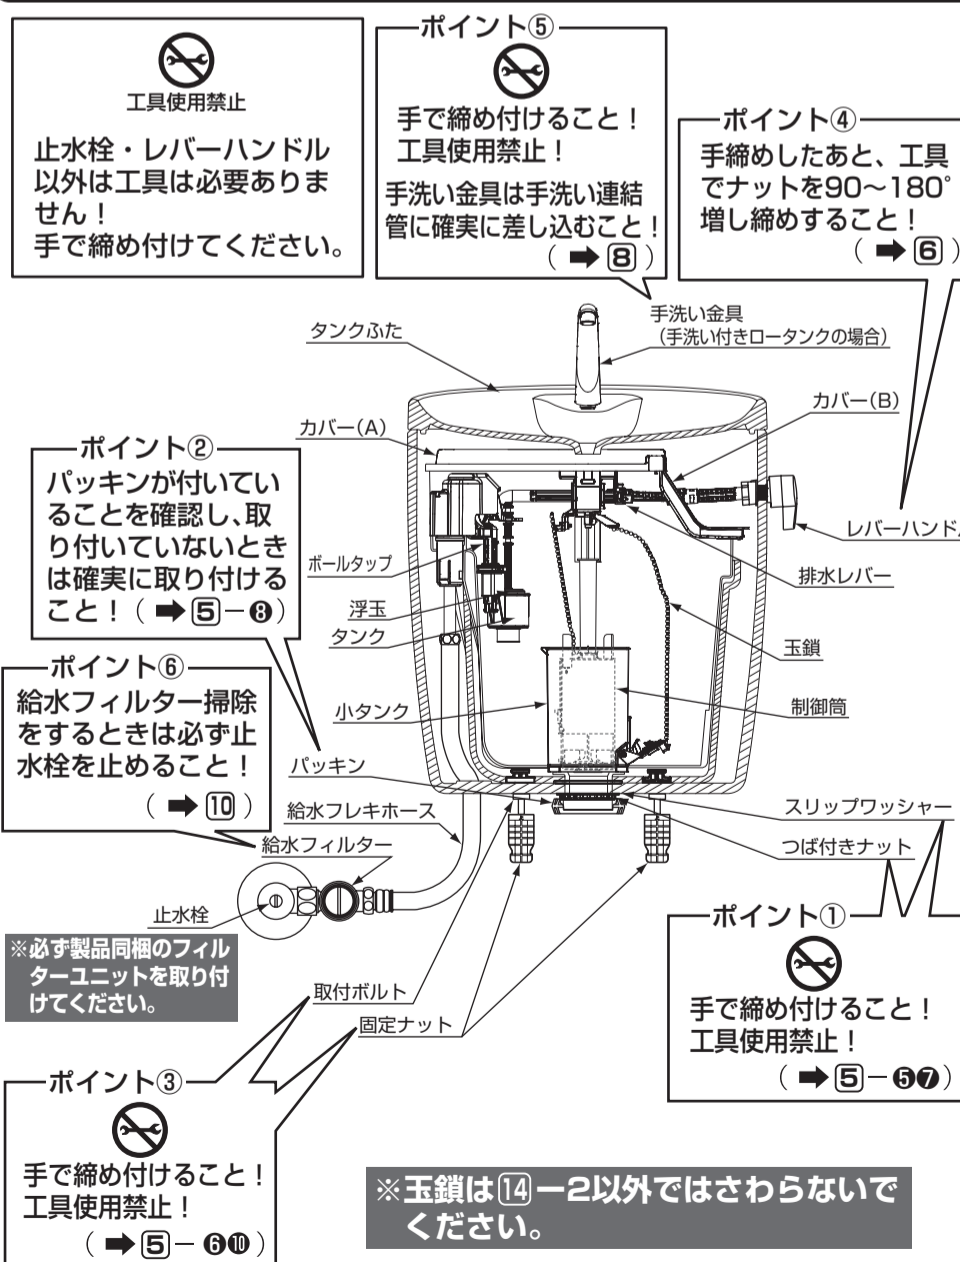 工具使用禁止
止水栓・レバーハンドル
以外は工具は必要ありま
せん！
手で締め付けてください。
ポイント⑤
手で締め付けること！
工具使用禁止！
手洗い金具は手洗い連結
管に確実に差し込むこと！
（ ➡ 8 ）
ポイント④
手締めしたあと、工具
でナットを90～180°
増し締めすること！
（ ➡ 6 ）
手洗い金具
（手洗い付きロータンクの場合）
タンクふた
カバー（A）
カバー（B）
ポイント②
パッキンが付いてい
ることを確認し、取
り付いていないとき
は確実に取り付ける
こと！（ ➡ 5 － ❽ ）
レバーハンドル
ボールタップ
排水レバー
浮玉
タンク
玉鎖
ポイント⑥
給水フィルター掃除
をするときは必ず止
水栓を止めること！
（ ➡ 10 ）
小タンク
制御筒
パッキン
スリップワッシャー
給水フレキホース
つば付きナット
給水フィルター
止水栓
※必ず製品同梱のフィル
ターユニットを取り付
けてください。
ポイント①
手で締め付けること！
工具使用禁止！
（ ➡ 5 － ❺❼ ）
取付ボルト
固定ナット
ポイント③
手で締め付けること！
工具使用禁止！
（ ➡ 5 － ❻❿ ）
※玉鎖は14ー2以外ではさわらないで
ください。